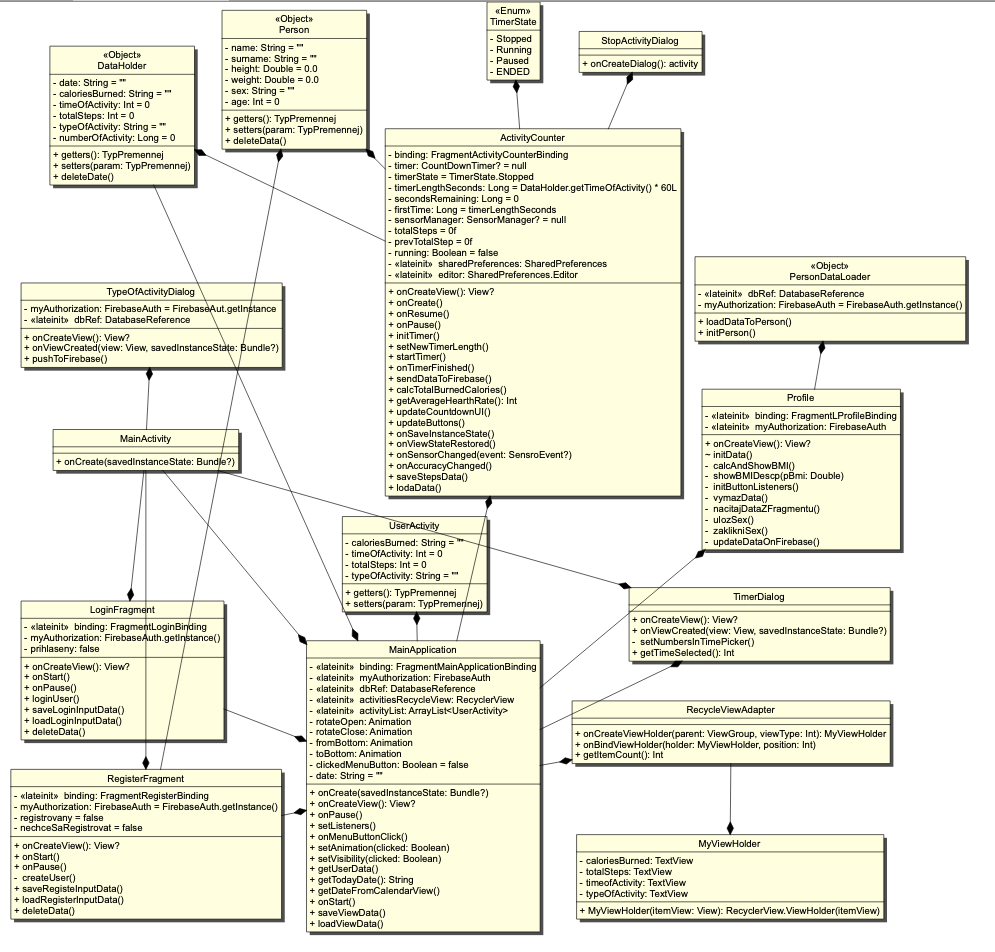 «Enum»
TimerState
- Stopped
- Running
- Paused
- ENDED
«Object»
Person
- name: String = ""
- surname: String = ""
- height: Double = 0.0
- weight: Double = 0.0
- sex: String = ""
- age: Int = 0
+ getters(): TypPremennej
+ setters(param: TypPremennej)
+ deleteData()
StopActivityDialog
+ onCreateDialog(): activity
«Object»
DataHolder
- date: String = ""
- caloriesBurned: String = ""
- timeOfActivity: Int = 0
- totalSteps: Int = 0
- typeOfActivity: String = ""
- numberOfActivity: Long = 0
+ getters(): TypPremennej
+ setters(param: TypPremennej)
+ deleteDate()
ActivityCounter
- binding: FragmentActivityCounterBinding
- timer: CountDownTimer? = null
- timerState = TimerState.Stopped
- timerLengthSeconds: Long = DataHolder.getTimeOfActivity() * 60L
- secondsRemaining: Long = 0
- firstTime: Long = timerLengthSeconds
- sensorManager: SensorManager? = null
- totalSteps = 0f
- prevTotalStep = 0f
- running: Boolean = false
- «lateinit» sharedPreferences: SharedPreferences
- «lateinit» editor: SharedPreferences.Editor
+ onCreateView(): View?
+ onCreate()
+ onResume()
+ onPause()
+ initTimer()
+ setNewTimerLength()
+ startTimer()
+ onTimerFinished()
+ sendDataToFirebase()
+ calcTotalBurnedCalories()
+ getAverageHearthRate(): Int
+ updateCountdownUI()
+ updateButtons()
+ onSaveInstanceState()
+ onViewStateRestored()
+ onSensorChanged(event: SensroEvent?)
+ onAccuracyChanged()
+ saveStepsData()
+ lodaData()
«Object»
PersonDataLoader
- «lateinit» dbRef: DatabaseReference
- myAuthorization: FirebaseAuth = FirebaseAuth.getInstance()
+ loadDataToPerson()
+ initPerson()
TypeOfActivityDialog
- myAuthorization: FirebaseAuth = FirebaseAut.getInstance
- «lateinit» dbRef: DatabaseReference
+ onCreateView(): View?
+ onViewCreated(view: View, savedInstanceState: Bundle?)
+ pushToFirebase()
Profile
- «lateinit» binding: FragmentLProfileBinding
- «lateinit» myAuthorization: FirebaseAuth
+ onCreateView(): View?
~ initData()
- calcAndShowBMI()
- showBMIDescp(pBmi: Double)
- initButtonListeners()
- vymazData()
- nacitajDataZFragmentu()
- ulozSex()
- zaklikniSex()
- updateDataOnFirebase()
MainActivity
+ onCreate(savedInstanceState: Bundle?)
UserActivity
- caloriesBurned: String = ""
- timeOfActivity: Int = 0
- totalSteps: Int = 0
- typeOfActivity: String = ""
+ getters(): TypPremennej
+ setters(param: TypPremennej)
TimerDialog
+ onCreateView(): View?
+ onViewCreated(view: View, savedInstanceState: Bundle?)
- setNumbersInTimePicker()
+ getTimeSelected(): Int
LoginFragment
- «lateinit» binding: FragmentLoginBinding
- myAuthorization: FirebaseAuth.getInstance()
- prihlaseny: false
+ onCreateView(): View?
+ onStart()
+ onPause()
+ loginUser()
+ saveLoginInputData()
+ loadLoginInputData()
+ deleteData()
MainApplication
- «lateinit» binding: FragmentMainApplicationBinding
- «lateinit» myAuthorization: FirebaseAuth
- «lateinit» dbRef: DatabaseReference
- «lateinit» activitiesRecycleView: RecyclerView
- «lateinit» activityList: ArrayList<UserActivity>
- rotateOpen: Animation
- rotateClose: Animation
- fromBottom: Animation
- toBottom: Animation
- clickedMenuButton: Boolean = false
- date: String = ""
+ onCreate(savedInstanceState: Bundle?)
+ onCreateView(): View?
+ onPause()
+ setListeners()
+ onMenuButtonClick()
+ setAnimation(clicked: Boolean)
+ setVisibility(clicked: Boolean)
+ getUserData()
+ getTodayDate(): String
+ getDateFromCalendarView()
+ onStart()
+ saveViewData()
+ loadViewData()
RecycleViewAdapter
+ onCreateViewHolder(parent: ViewGroup, viewType: Int): MyViewHolder
+ onBindViewHolder(holder: MyViewHolder, position: Int)
+ getItemCount(): Int
RegisterFragment
- «lateinit» binding: FragmentRegisterBinding
- myAuthorization: FirebaseAuth = FirebaseAuth.getInstance()
- registrovany = false
- nechceSaRegistrovat = false
+ onCreateView(): View?
+ onStart()
+ onPause()
- createUser()
+ saveRegisteInputData()
+ loadRegisterInputData()
+ deleteData()
MyViewHolder
- caloriesBurned: TextView
- totalSteps: TextView
- timeofActivity: TextView
- typeOfActivity: TextView
+ MyViewHolder(itemView: View): RecyclerView.ViewHolder(itemView)